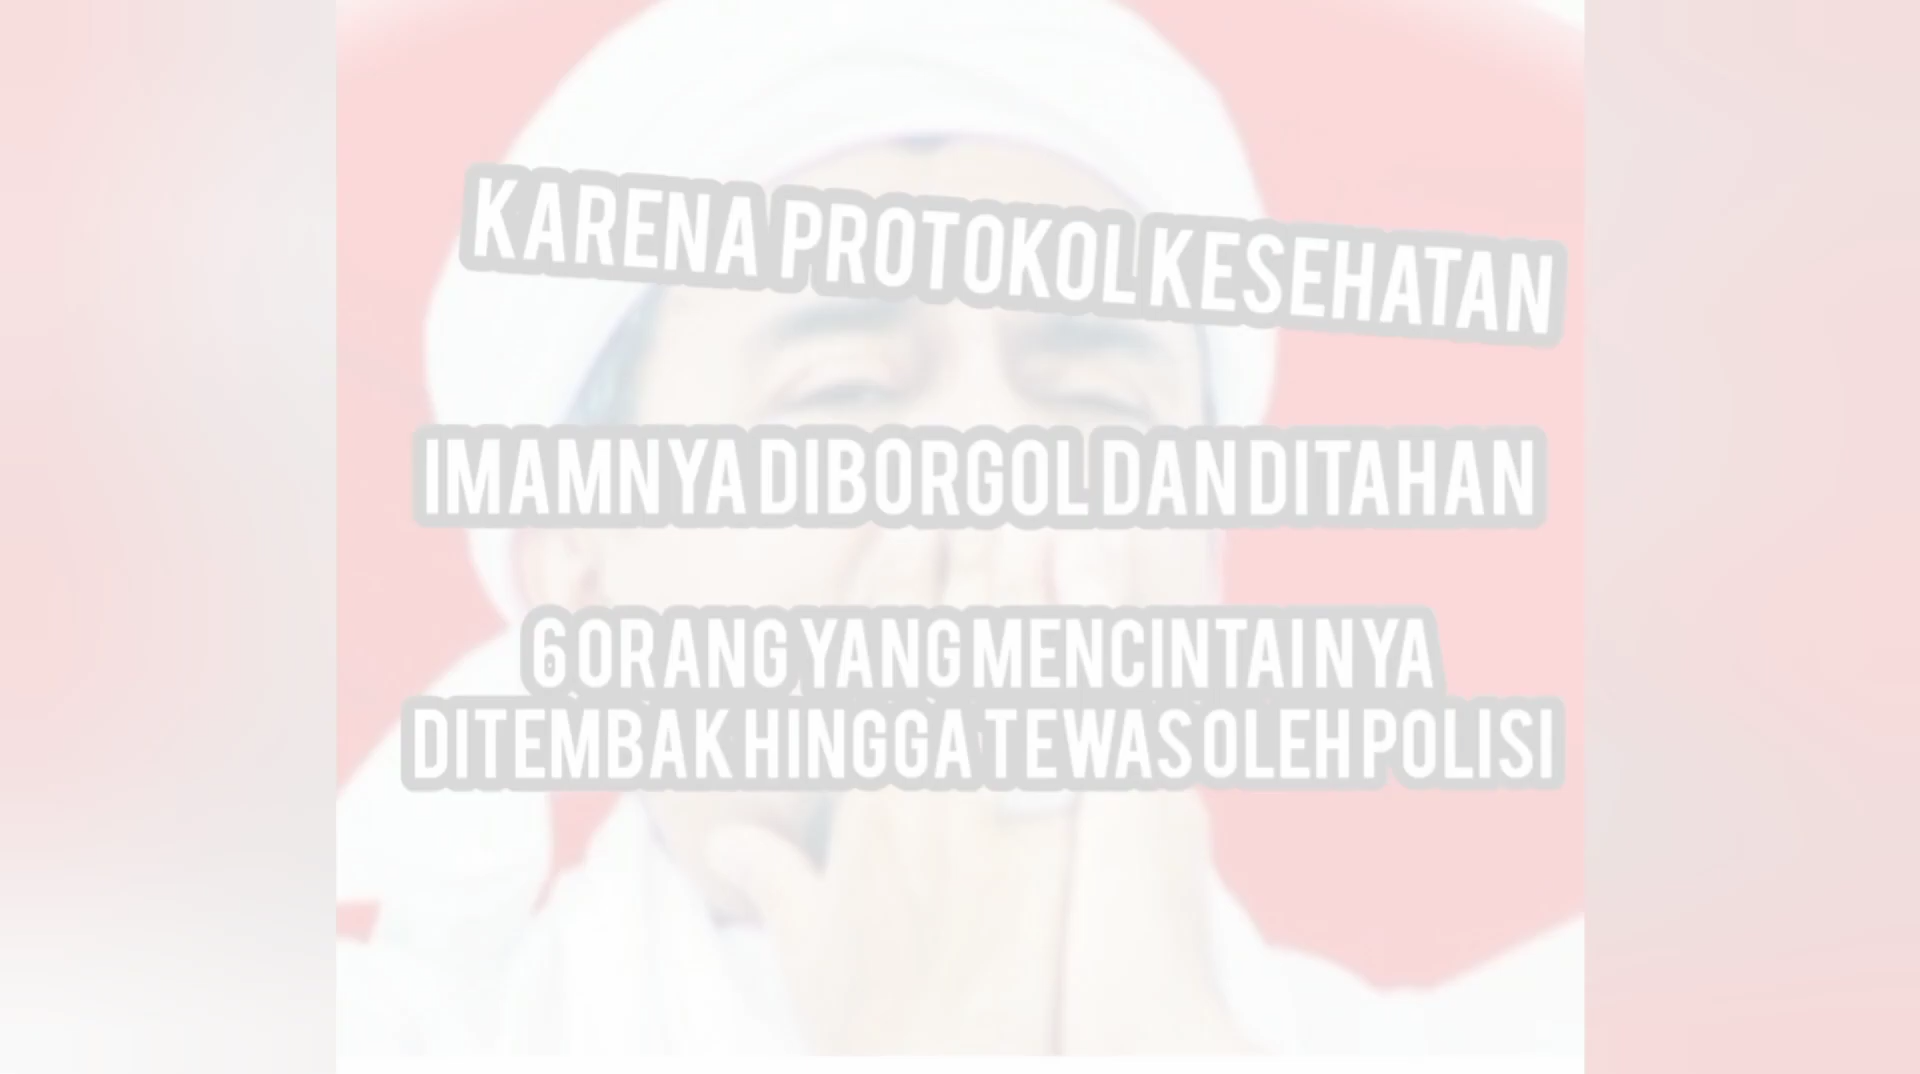 KARENA PROTOKOL KESEHATAN
IMAMNYA DIBORGOL DAN DITAHAN
6 ORANG YANG MENCINTAINYA
DITEMBAK HINGGA TEWAS OLEH POLISI